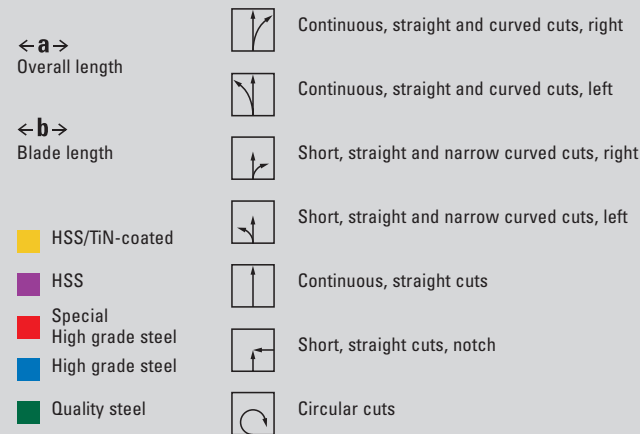 ←a→
Overall length
←b→
Blade length
HSS/TiN-coated
HSS
Special
High grade steel
High grade steel
Quality steel
Continuous, straight and curved cuts, right
Continuous, straight and curved cuts, left
Short, straight and narrow curved cuts, right
Short, straight and narrow curved cuts, left
Continuous, straight cuts
Short, straight cuts, notch
Circular cuts